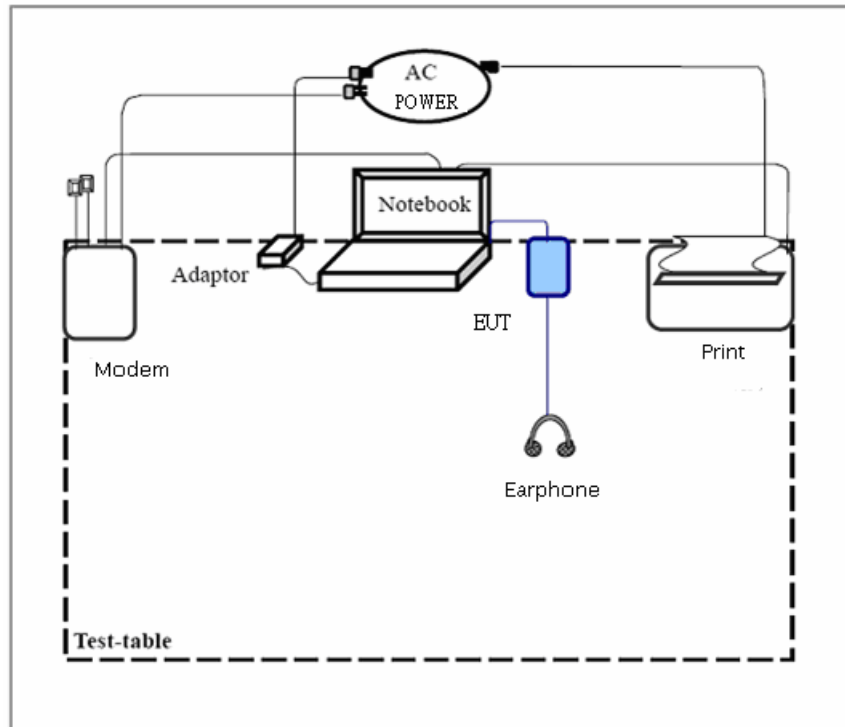 AC
POWER
Notebook
Adaptor
EUT
Modem
Print
Earphone
Test-table